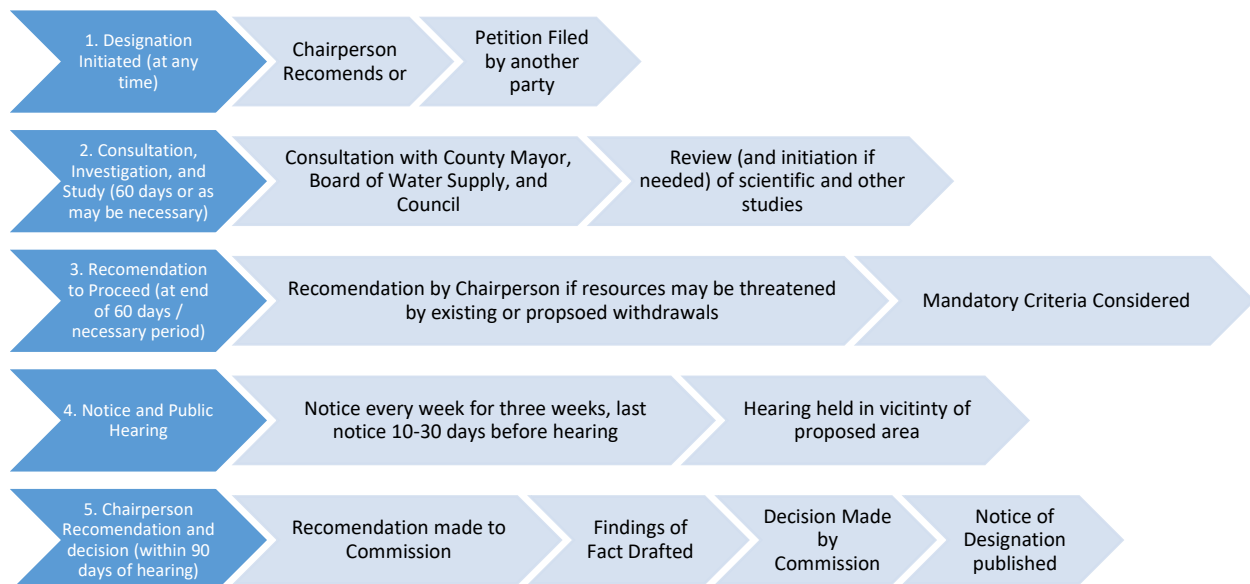 1. Designation
Initiated (at any
time)
Chairperson
Recomends or
Petition Filed
by another
party
2. Consultation,
Investigation, and
Study (60 days or as
may be necessary)
Consultation with County Mayor,
Board of Water Supply, and
Council
Review (and initiation if
needed) of scientific and other
studies
3. Recomendation
to Proceed (at end
of 60 days /
necessary period)
Recomendation by Chairperson if resources may be threatened
by existing or propsoed withdrawals
Mandatory Criteria Considered
4. Notice and Public
Hearing
Notice every week for three weeks, last
notice 10-30 days before hearing
Hearing held in vicitinty of
proposed area
5. Chairperson
Recomendation and
decision (within 90
days of hearing)
Recomendation made to
Commission
Findings of
Fact Drafted
Decision Made
by
Commission
Notice of
Designation
published